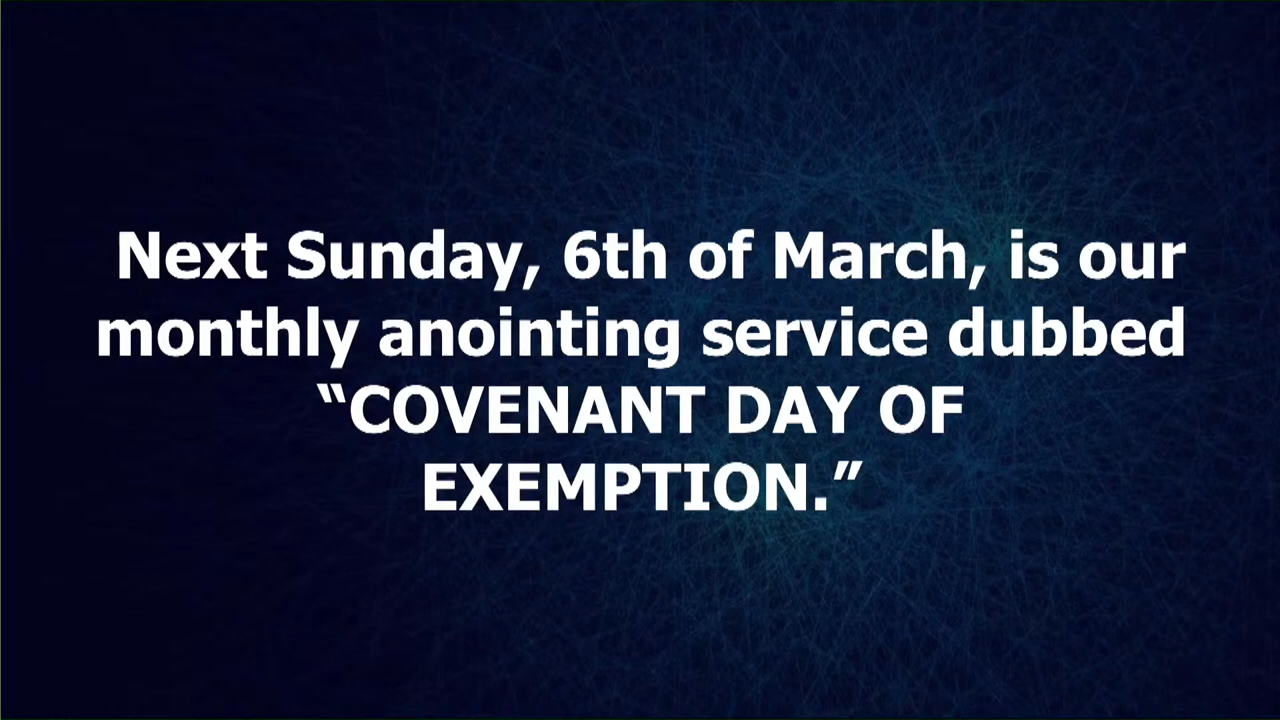 Next Sunday, 6th of March, is our
monthly anointing service dubbed
“COVENANT DAY OF
EXEMPTION.”